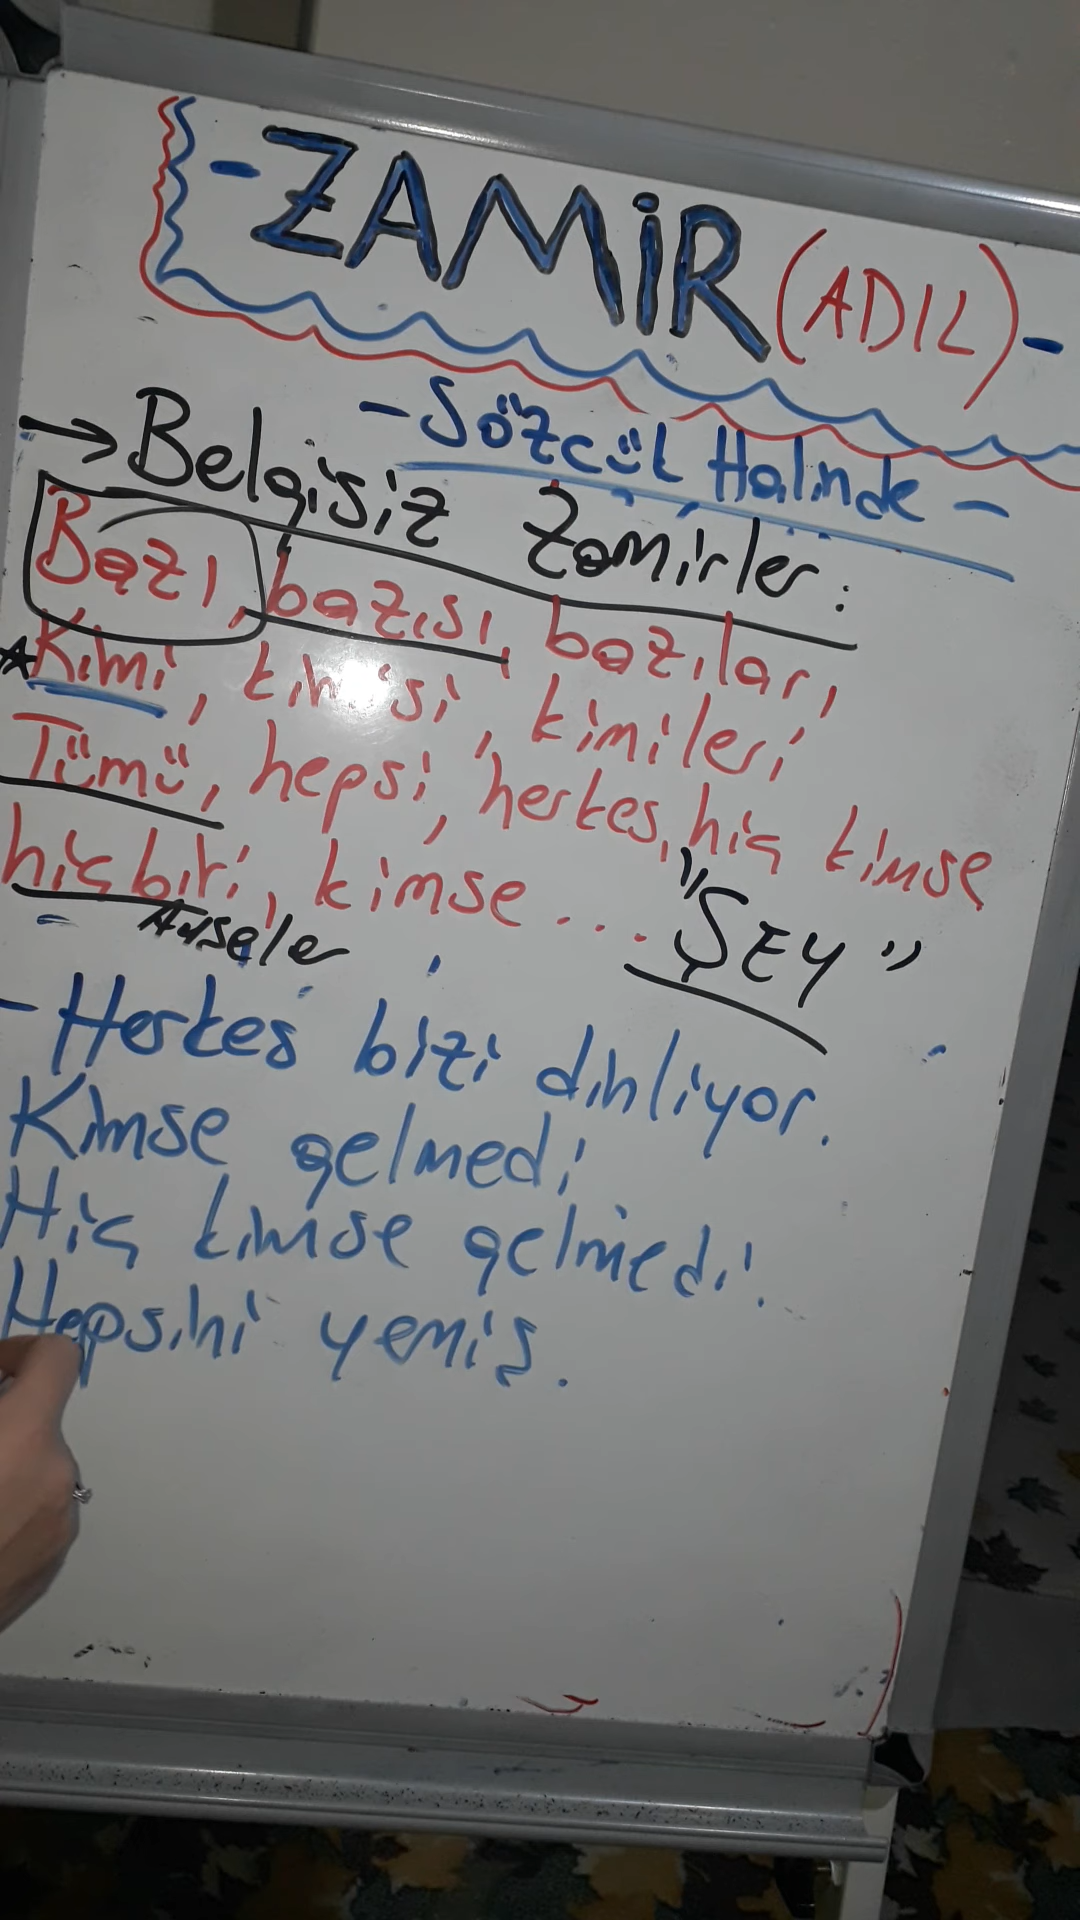 - ZAMİR (ADIL) -
- Sözcük Halinde -
→ Belgisiz Zamirler:
Bazı, bazısı, bazıları,
★Kimi, kimisi, kimileri
Tümü, hepsi, herkes, hiç kimse
hiçbiri, kimse ... "ŞEY"
- Herkes bizi dinliyor.
Kimse gelmedi
Hiç kimse gelmedi.
Hepsini yemiş.